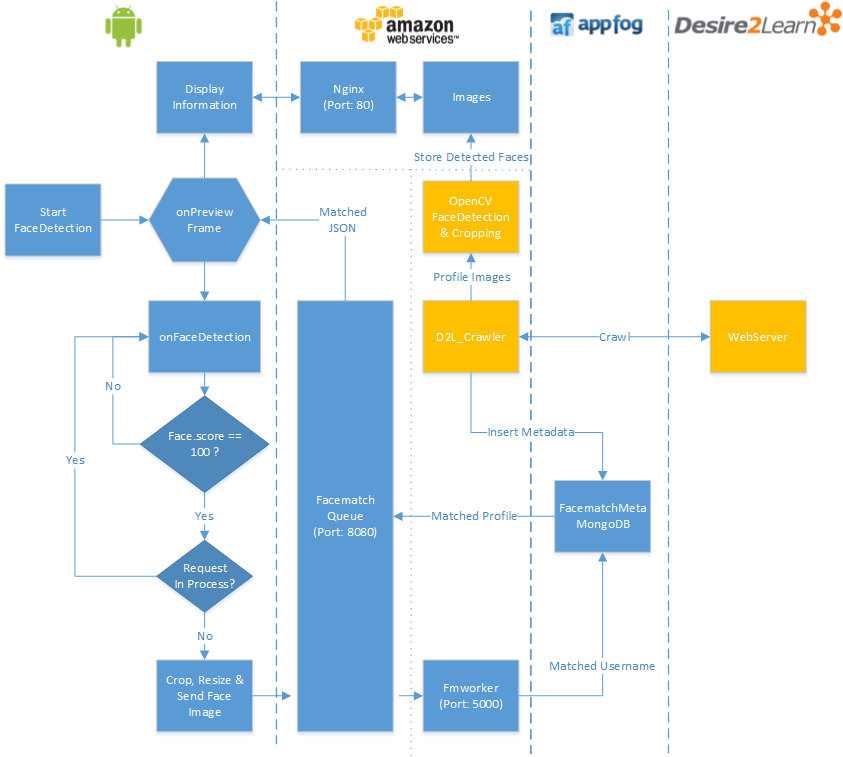 amazon
webservices™
af appfog
Desire2Learn
Display
Information
Nginx
(Port: 80)
Images
Store Detected Faces
Start
FaceDetection
onPreview
Frame
Matched
JSON
OpenCV
FaceDetection
& Cropping
Profile Images
onFaceDetection
D2L_Crawler
Crawl
WebServer
No
Face.score ==
100 ?
Insert Metadata
Yes
Yes
Facematch
Queue
(Port: 8080)
Matched Profile
FacematchMeta
MongoDB
Request
In Process?
No
Matched Username
Crop, Resize &
Send Face
Image
Fmworker
(Port: 5000)